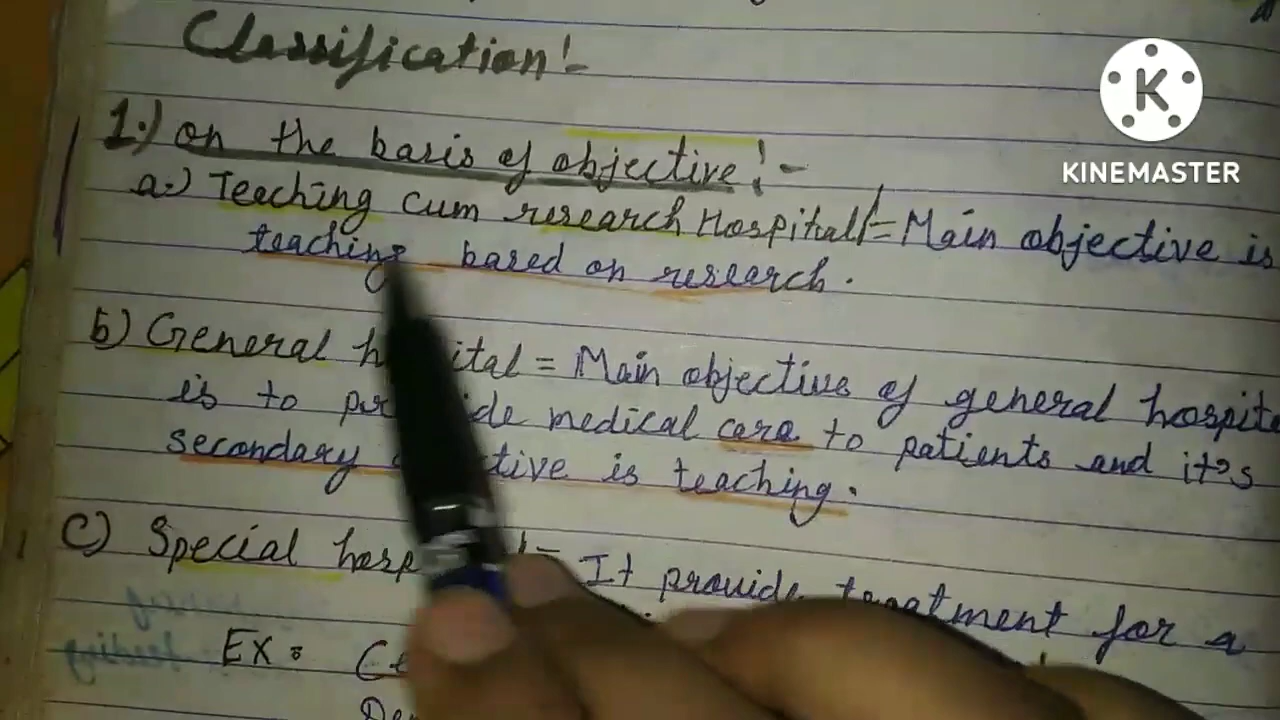 Classification :-
1.) on the basis of objective :-
a.) Teaching cum research Hospital = Main objective is
teaching based on research.
b) General = Main objective of general
is to medical care to patients and it's
secondary is teaching.
C) Special It provide treatment for a
Ex =
K
KINEMASTER